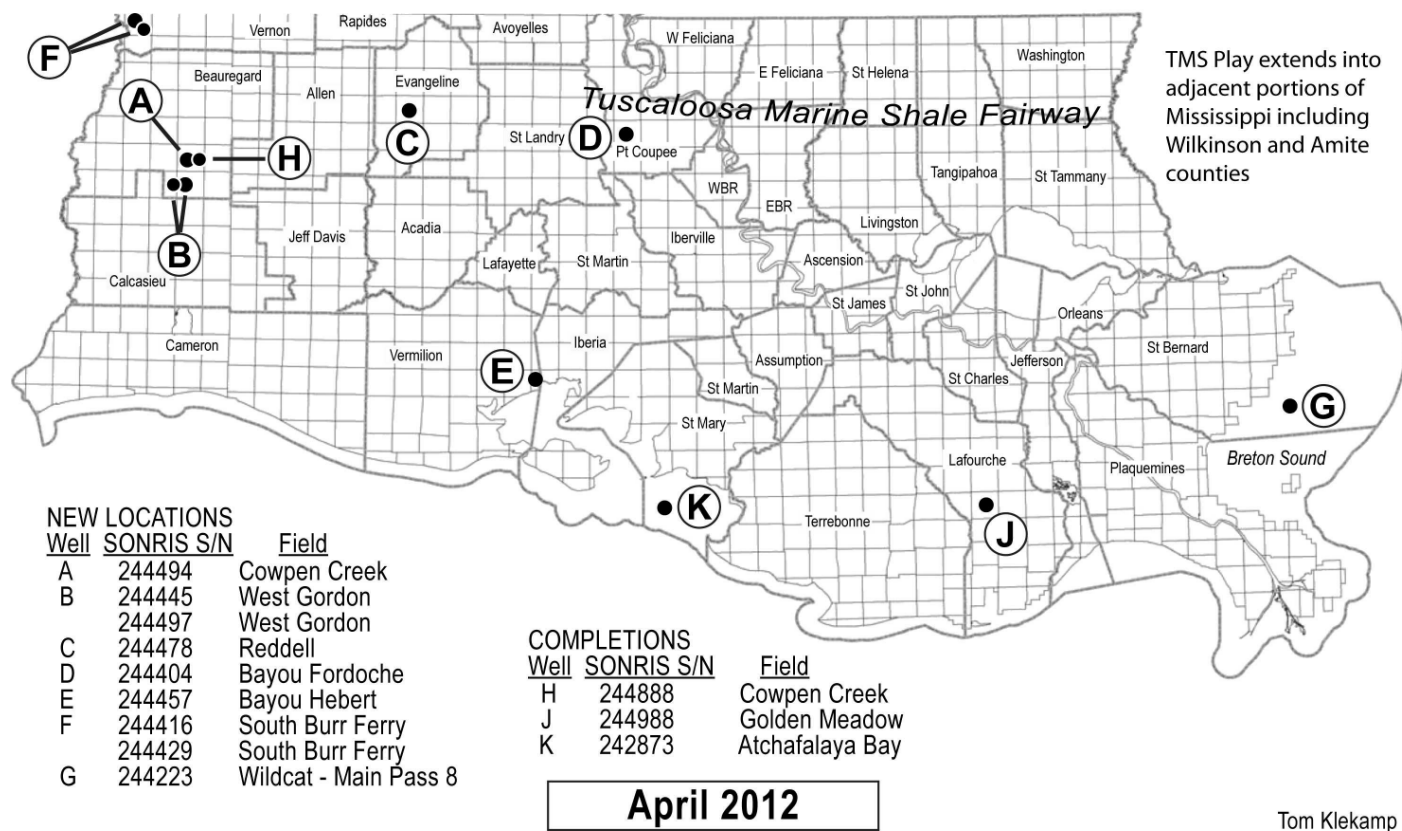 Vernon
Rapides
Avoyelles
W Feliciana
E Feliciana
St Helena
Washington
F
Beauregard
Allen
Evangeline
A
C
H
B
D
St Landry
Pt Coupee
Tuscaloosa Marine Shale Fairway
TMS Play extends into
adjacent portions of
Mississippi including
Wilkinson and Amite
counties
WBR
EBR
Tangipahoa
St Tammany
Livingston
Calcasieu
Jeff Davis
Acadia
Lafayette
St Martin
Iberville
Ascension
St James
St John
Orleans
Cameron
Vermilion
E
Iberia
Assumption
St Martin
St Mary
St Charles
Jefferson
St Bernard
G
Breton Sound
Plaquemines
Lafourche
Terrebonne
K
J
NEW LOCATIONS
Well SONRIS S/N Field
A 244494 Cowpen Creek
B 244445 West Gordon
244497 West Gordon
C 244478 Reddell
D 244404 Bayou Fordoche
E 244457 Bayou Hebert
F 244416 South Burr Ferry
244429 South Burr Ferry
G 244223 Wildcat - Main Pass 8
COMPLETIONS
Well SONRIS S/N Field
H 244888 Cowpen Creek
J 244988 Golden Meadow
K 242873 Atchafalaya Bay
April 2012
Tom Klekamp